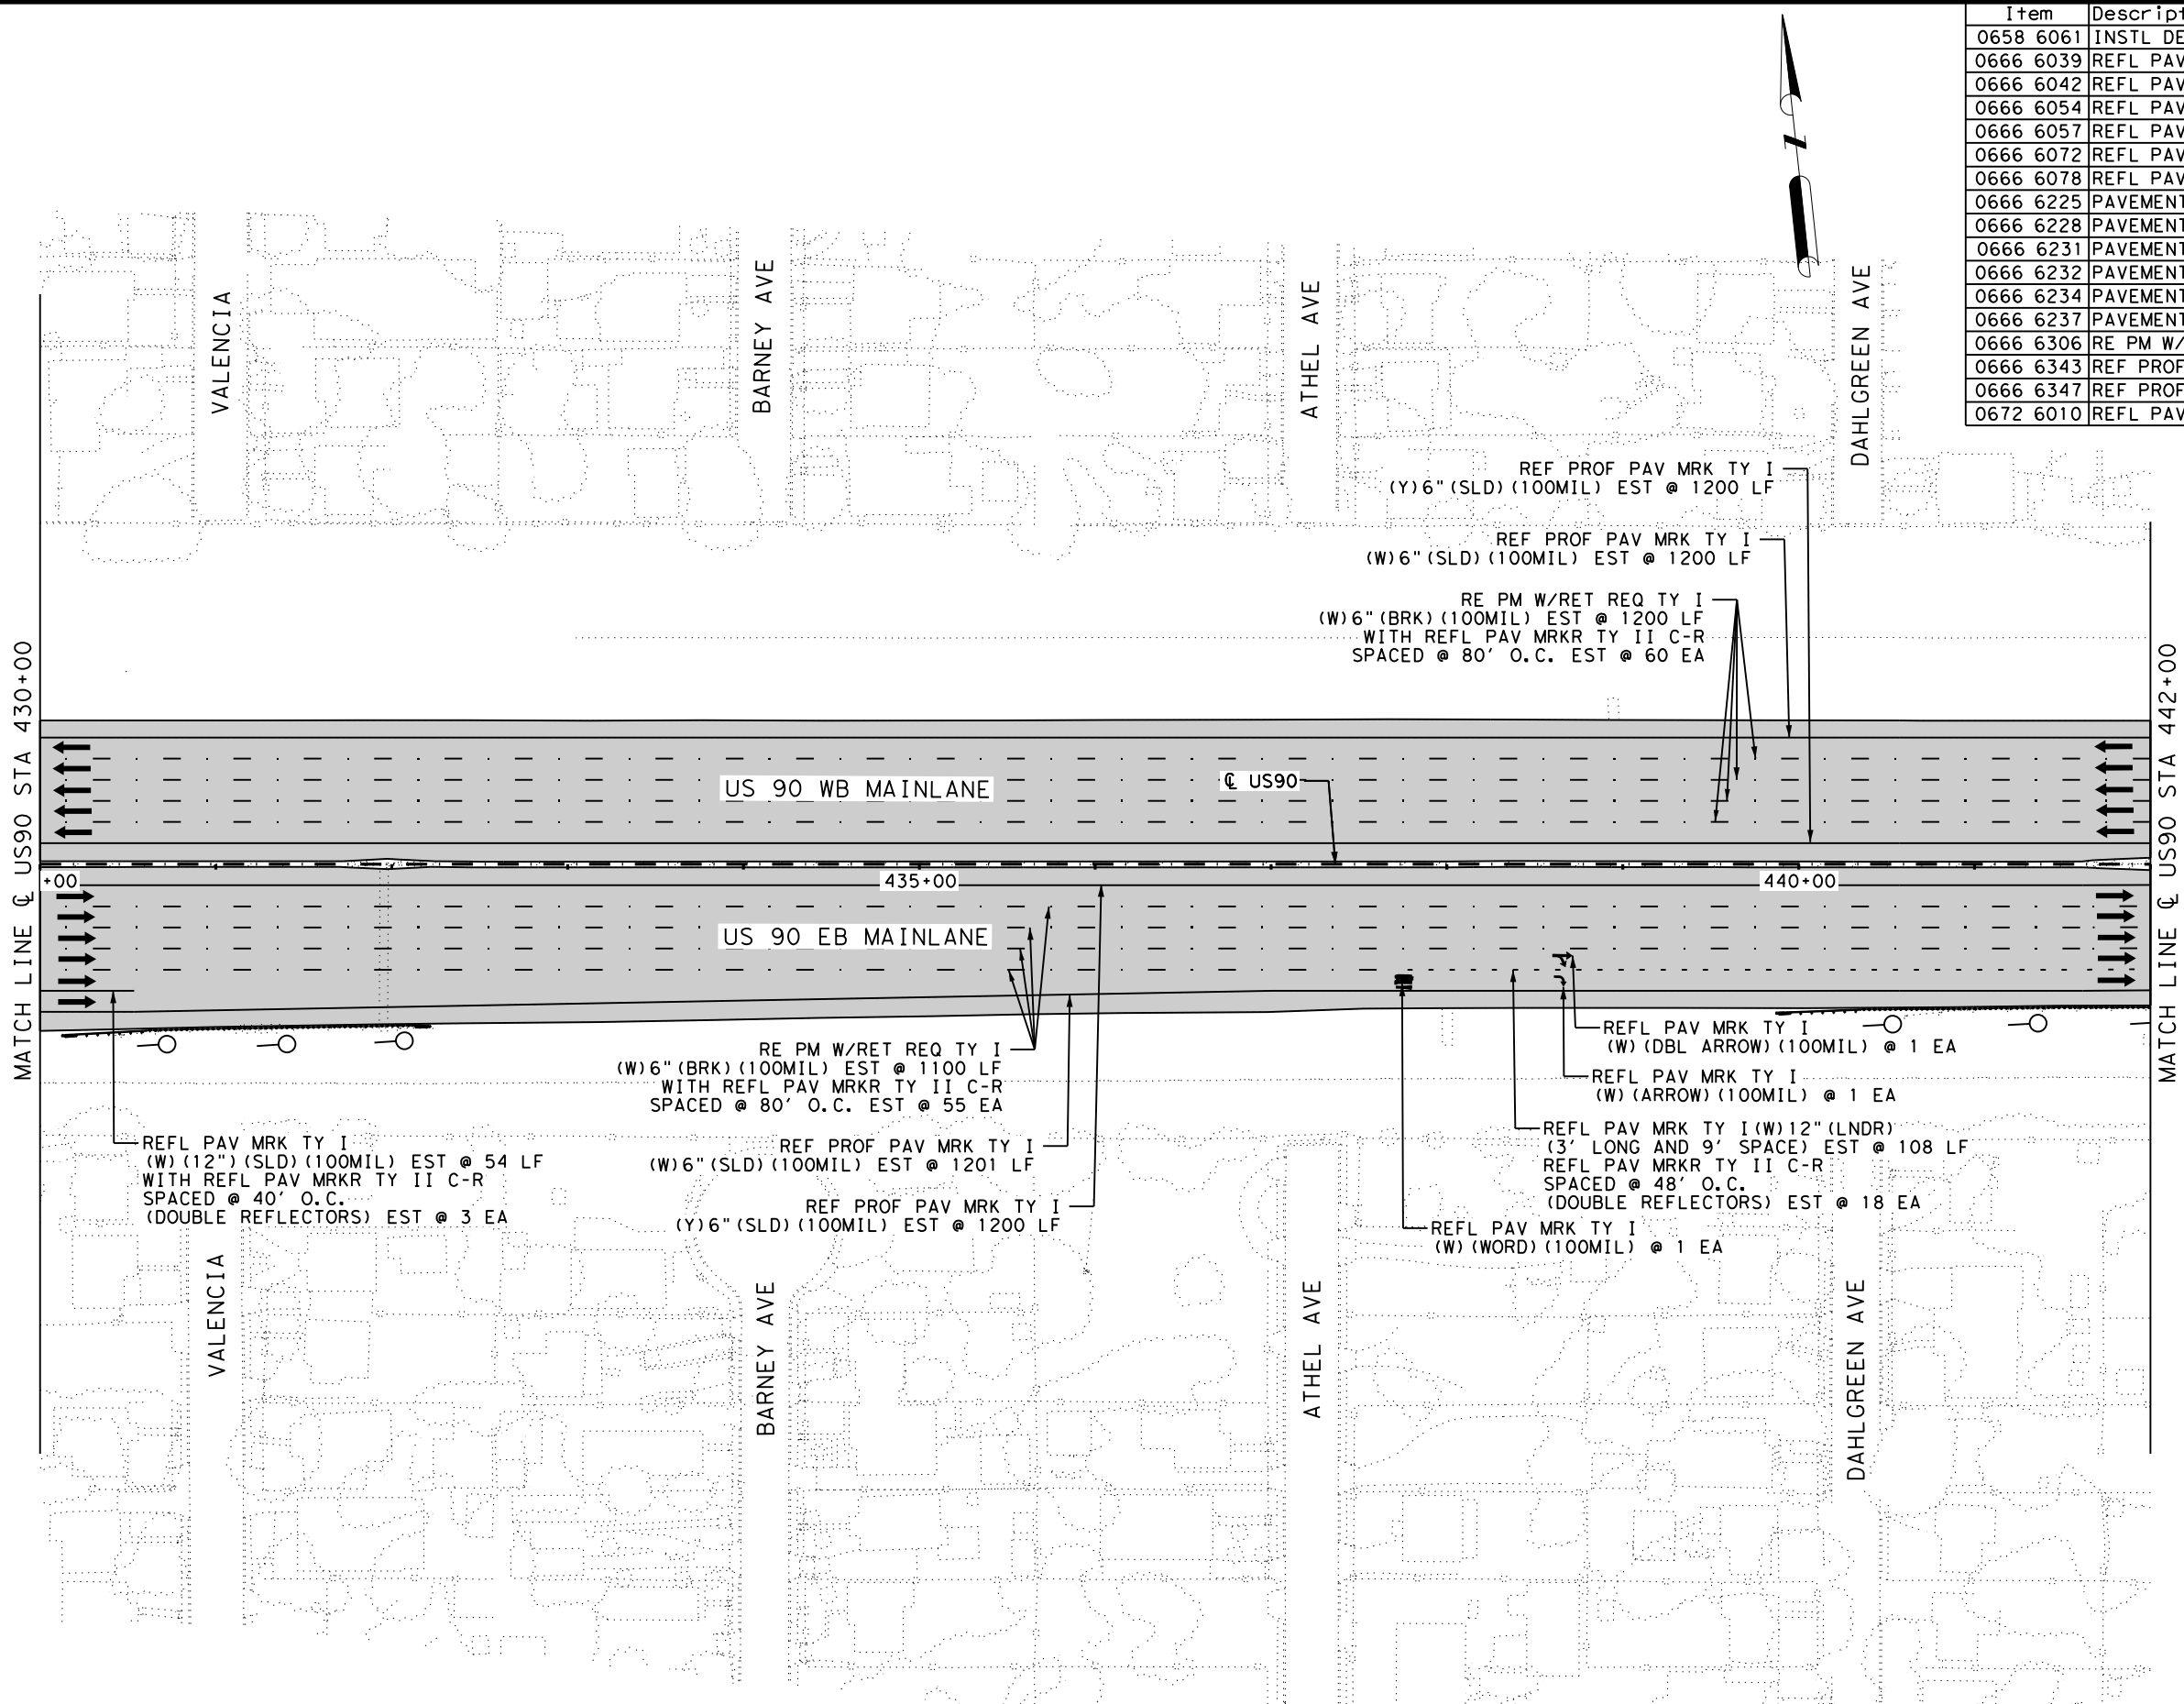 Item Descrip
0658 6061 INSTL DE
0666 6039 REFL PAV
0666 6042 REFL PAV
0666 6054 REFL PAV
0666 6057 REFL PAV
0666 6072 REFL PAV
0666 6078 REFL PAV
0666 6225 PAVEMENT
0666 6228 PAVEMENT
0666 6231 PAVEMENT
0666 6232 PAVEMENT
0666 6234 PAVEMENT
0666 6237 PAVEMENT
0666 6306 RE PM W/
0666 6343 REF PROF
0666 6347 REF PROF
0672 6010 REFL PAV
VALENCIA
BARNEY AVE
ATHEL AVE
DAHLGREEN AVE
REF PROF PAV MRK TY I
(Y)6"(SLD)(100MIL) EST @ 1200 LF
REF PROF PAV MRK TY I
(W)6"(SLD)(100MIL) EST @ 1200 LF
RE PM W/RET REQ TY I
(W)6"(BRK)(100MIL) EST @ 1200 LF
WITH REFL PAV MRKR TY II C-R
SPACED @ 80' O.C. EST @ 60 EA
MATCH LINE ℄ US90 STA 430+00
MATCH LINE ℄ US90 STA 442+00
US 90 WB MAINLANE
℄ US90
+00
435+00
440+00
US 90 EB MAINLANE
RE PM W/RET REQ TY I
(W)6"(BRK)(100MIL) EST @ 1100 LF
WITH REFL PAV MRKR TY II C-R
SPACED @ 80' O.C. EST @ 55 EA
REFL PAV MRK TY I
(W)(DBL ARROW)(100MIL) @ 1 EA
REFL PAV MRK TY I
(W)(ARROW)(100MIL) @ 1 EA
REFL PAV MRK TY I
(W)(12")(SLD)(100MIL) EST @ 54 LF
WITH REFL PAV MRKR TY II C-R
SPACED @ 40' O.C.
(DOUBLE REFLECTORS) EST @ 3 EA
REF PROF PAV MRK TY I
(W)6"(SLD)(100MIL) EST @ 1201 LF
REF PROF PAV MRK TY I
(Y)6"(SLD)(100MIL) EST @ 1200 LF
REFL PAV MRK TY I(W)12"(LNDR)
(3' LONG AND 9' SPACE) EST @ 108 LF
REFL PAV MRKR TY II C-R
SPACED @ 48' O.C.
(DOUBLE REFLECTORS) EST @ 18 EA
REFL PAV MRK TY I
(W)(WORD)(100MIL) @ 1 EA
VALENCIA
BARNEY AVE
ATHEL AVE
DAHLGREEN AVE